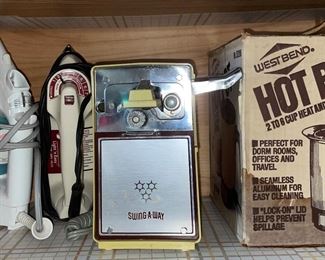 SWING-A-WAY
WEST BEND.
HOT
2 TO 6 CUP HEAT AND
PERFECT FOR
DORM ROOMS,
OFFICES AND
TRAVEL
SEAMLESS
ALUMINUM FOR
EASY CLEANING
"LOCK-ON" LID
HELPS PREVENT
SPILLAGE